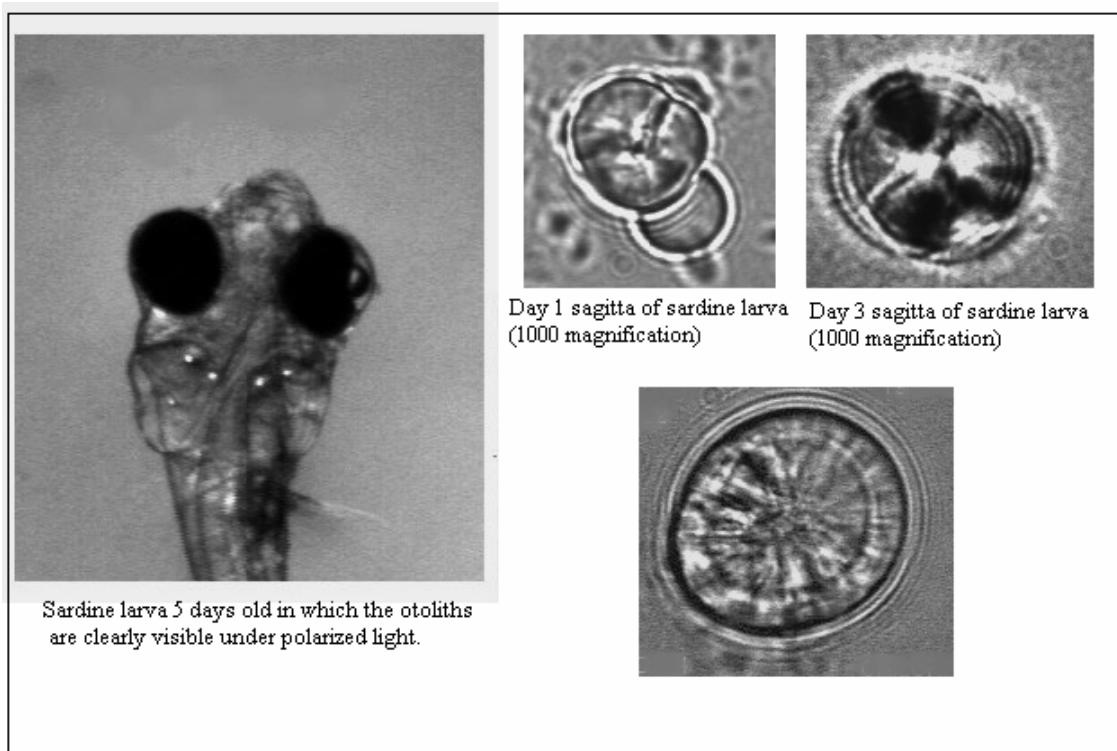 Day 1 sagitta of sardine larva
(1000 magnification)
Day 3 sagitta of sardine larva
(1000 magnification)
Sardine larva 5 days old in which the otoliths
are clearly visible under polarized light.